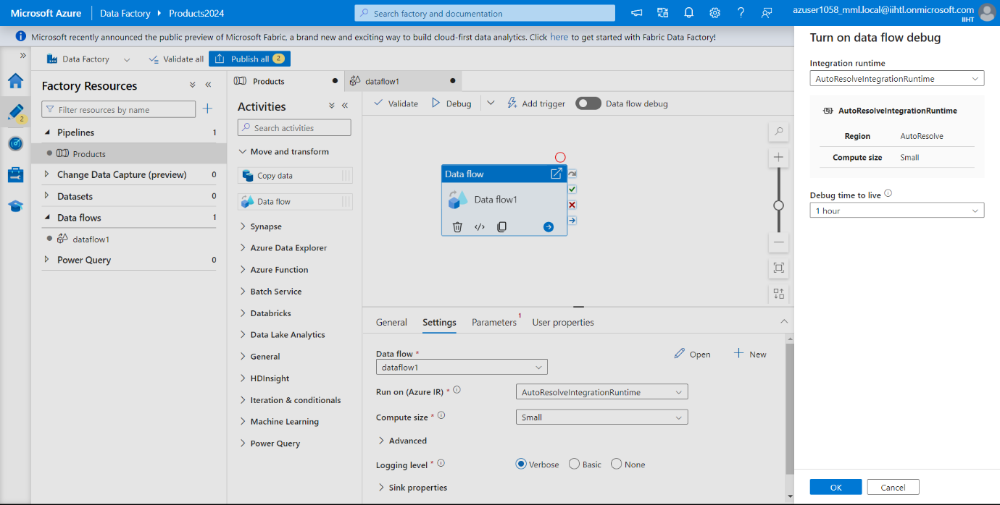 Microsoft Azure
Data Factory
Products2024
Search factory and documentation
azuser1058_mml.local@iihtl.onmicrosoft.com
IIHT
Microsoft recently announced the public preview of Microsoft Fabric, a brand new and exciting way to build cloud-first data analytics. Click here to get started with Fabric Data Factory!
Data Factory
Validate all
Publish all 2
2
Factory Resources
Filter resources by name
Pipelines 1
Products
Change Data Capture (preview) 0
Datasets 0
Data flows 1
dataflow1
Power Query 0
Products
dataflow1
Activities
Search activities
Move and transform
Copy data
Data flow
Synapse
Azure Data Explorer
Azure Function
Batch Service
Databricks
Data Lake Analytics
General
HDInsight
Iteration & conditionals
Machine Learning
Power Query
Validate
Debug
Add trigger
Data flow debug
Data flow
Data flow1
General
Settings
Parameters 1
User properties
Data flow *
dataflow1
Open
New
Run on (Azure IR) *
AutoResolveIntegrationRuntime
Compute size *
Small
Advanced
Logging level *
Verbose
Basic
None
Sink properties
Turn on data flow debug
Integration runtime
AutoResolveIntegrationRuntime
AutoResolveIntegrationRuntime
Region AutoResolve
Compute size Small
Debug time to live
1 hour
OK
Cancel